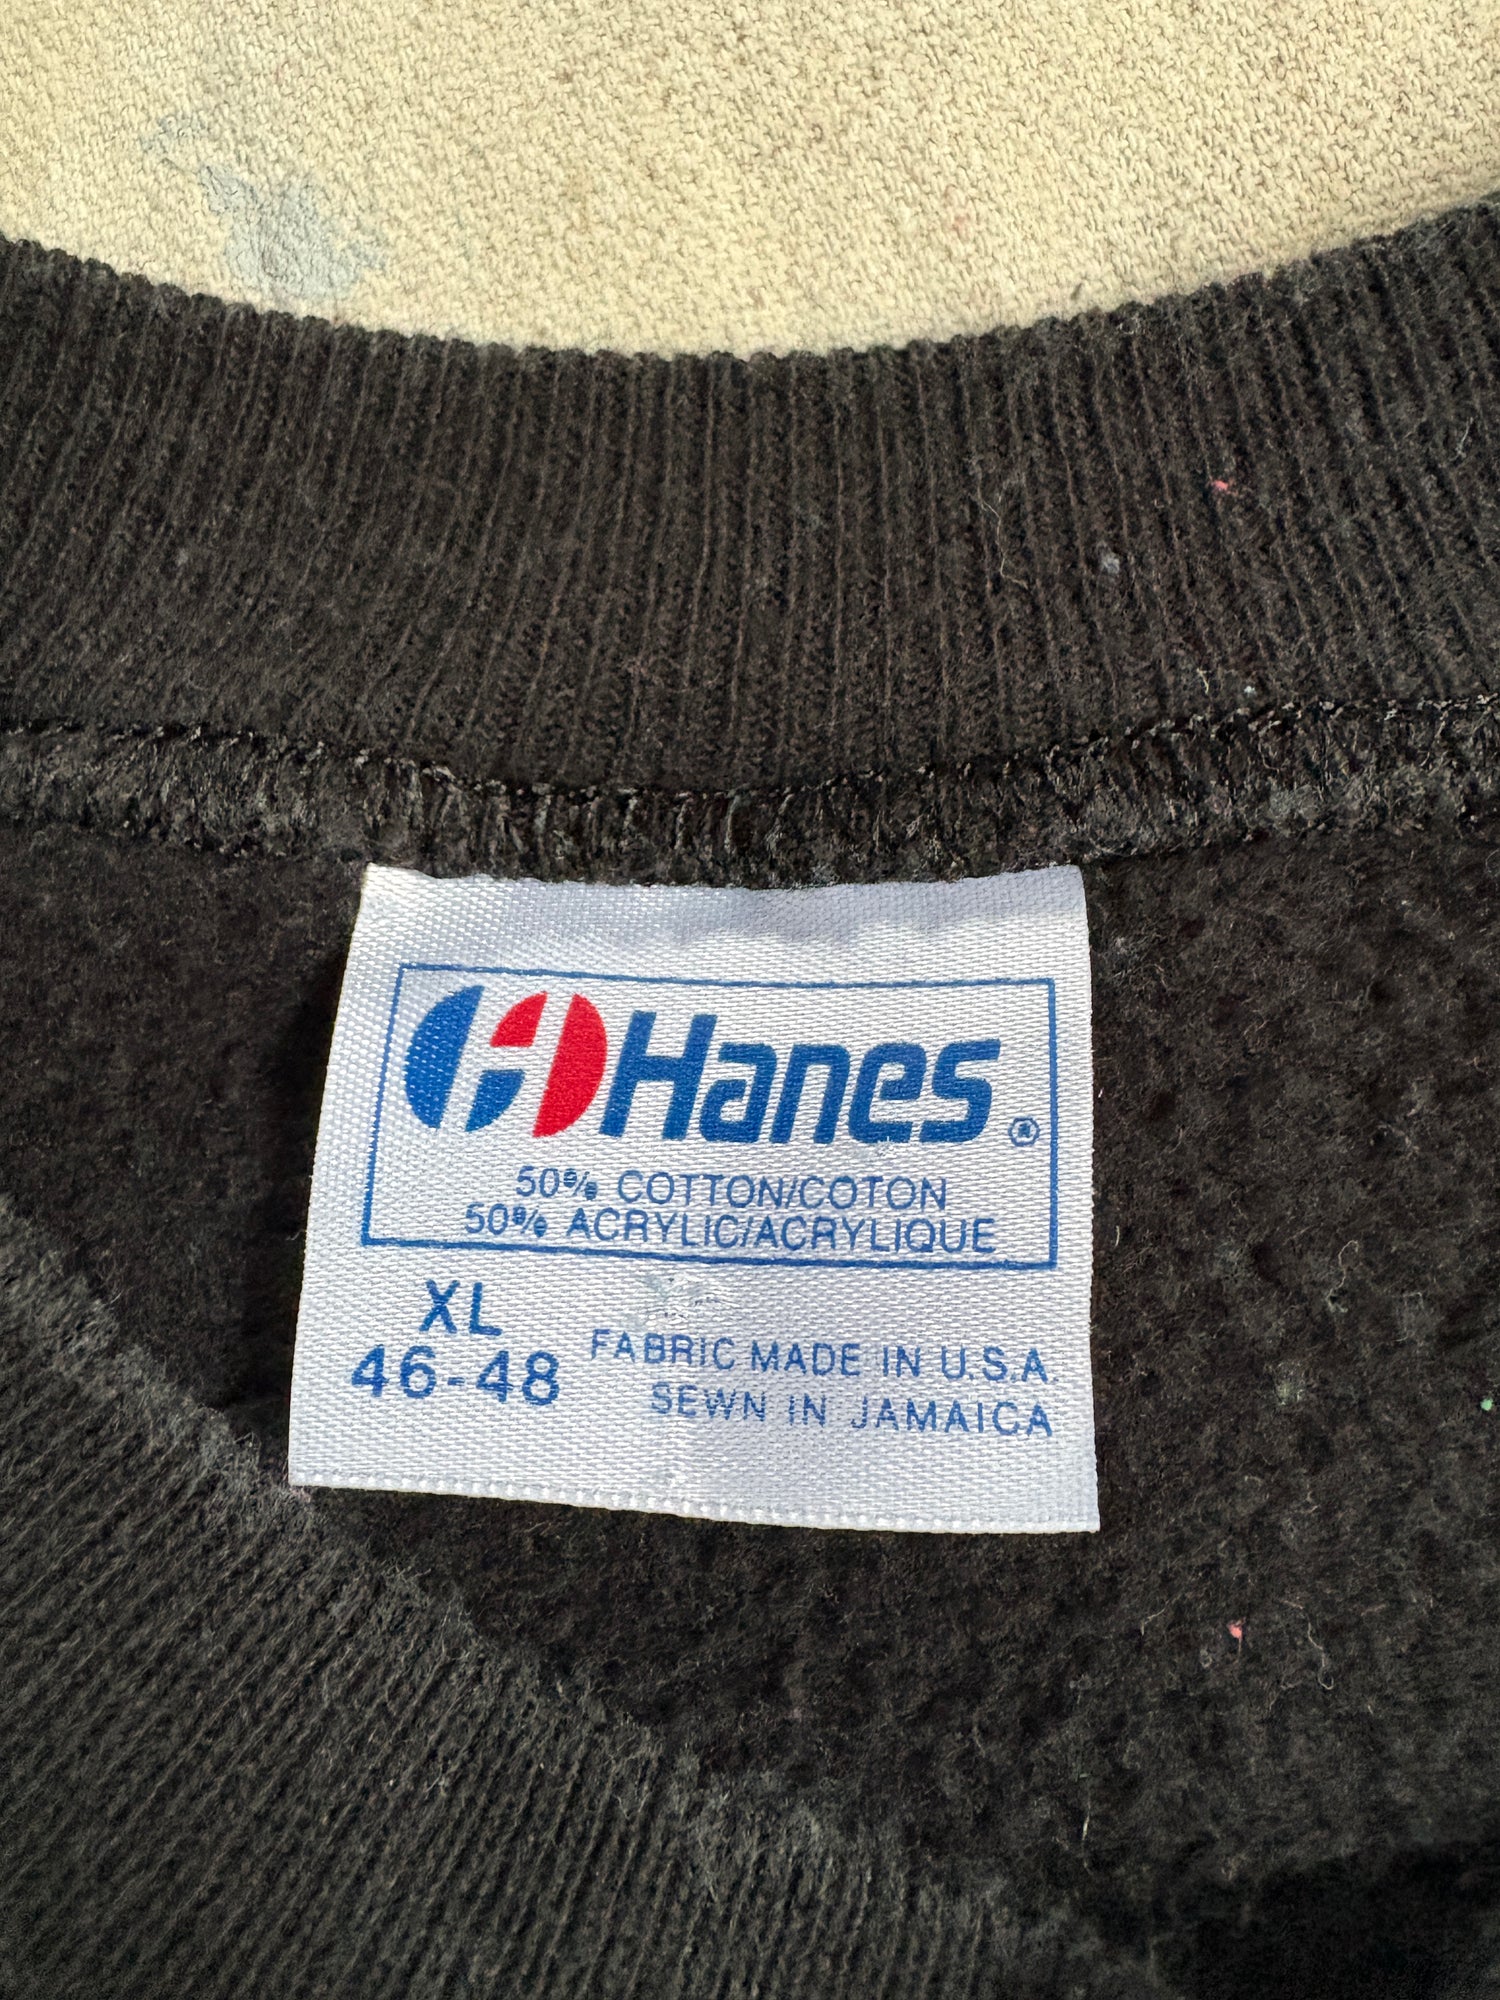 Hanes®
50% COTTON/COTON
50% ACRYLIC/ACRYLIQUE
XL
46-48
FABRIC MADE IN U.S.A.
SEWN IN JAMAICA